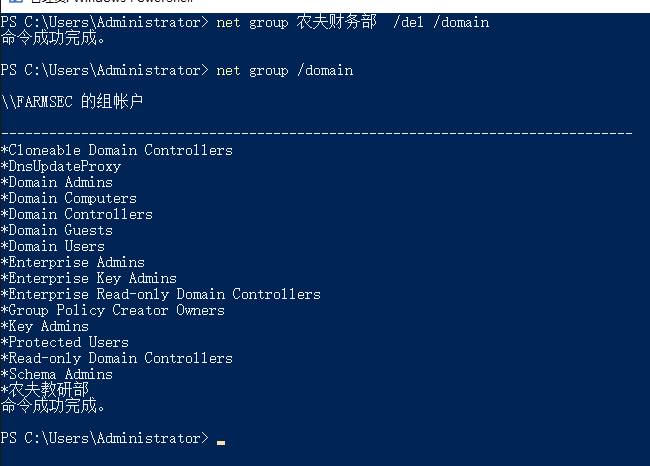 PS C:\Users\Administrator> net group 农夫财务部  /del /domain
命令成功完成。
PS C:\Users\Administrator> net group /domain
\\FARMSEC 的组帐户
-------------------------------------------------------------------------------
*Cloneable Domain Controllers
*DnsUpdateProxy
*Domain Admins
*Domain Computers
*Domain Controllers
*Domain Guests
*Domain Users
*Enterprise Admins
*Enterprise Key Admins
*Enterprise Read-only Domain Controllers
*Group Policy Creator Owners
*Key Admins
*Protected Users
*Read-only Domain Controllers
*Schema Admins
*农夫教研部
命令成功完成。
PS C:\Users\Administrator>